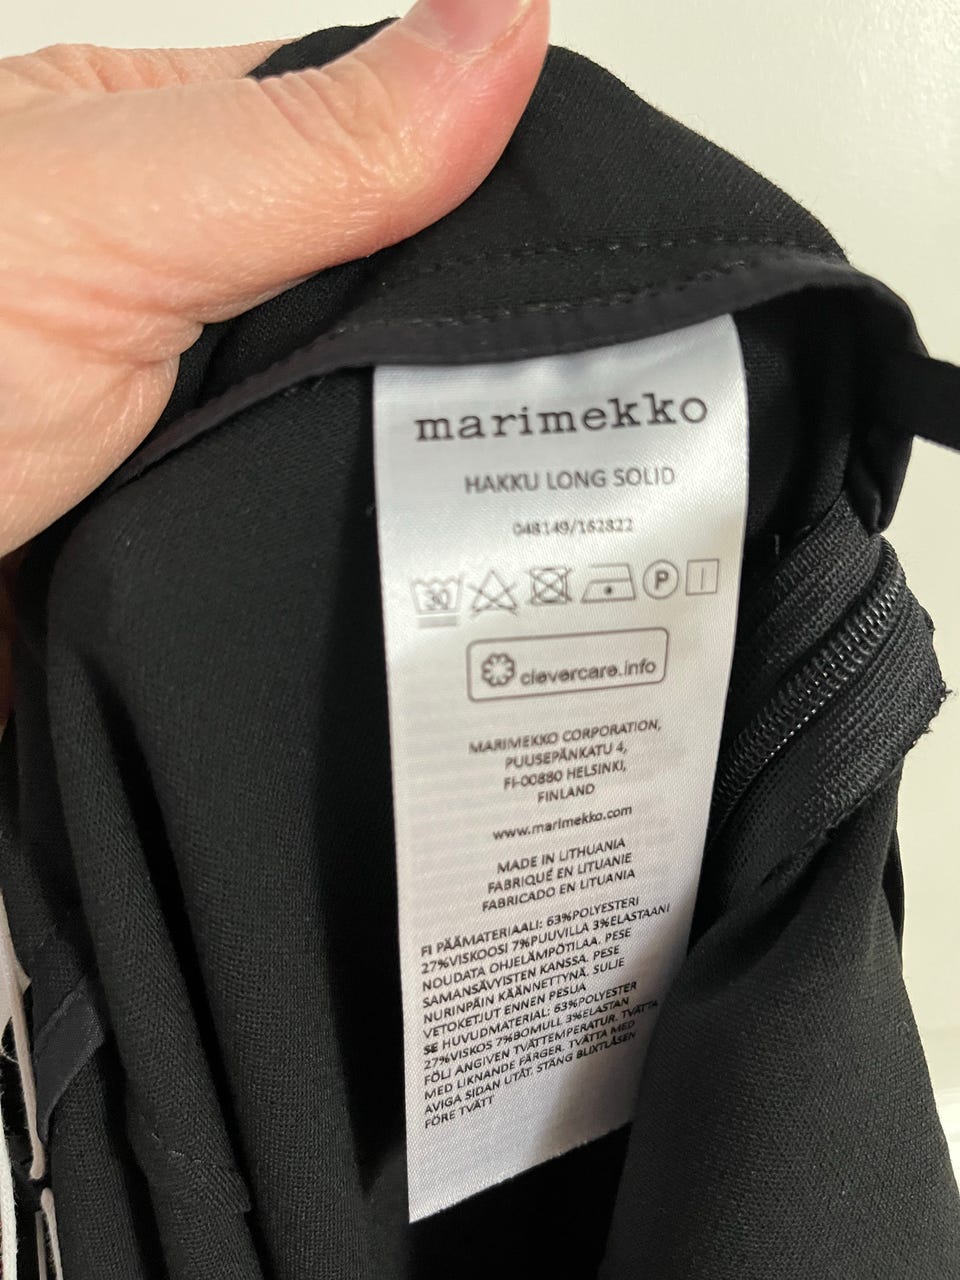 marimekko
HAKKU LONG SOLID
048149/162822
30
P
clevercare.info
MARIMEKKO CORPORATION,
PUUSEPÄNKATU 4,
FI-00880 HELSINKI,
FINLAND
www.marimekko.com
MADE IN LITHUANIA
FABRIQUÉ EN LITUANIE
FABRICADO EN LITUANIA
FI PÄÄMATERIAALI: 63%POLYESTERI
27%VISKOOSI 7%PUUVILLA 3%ELASTAANI
NOUDATA OHJELÄMPÖTILAA. PESE
SAMANSÄVYISTEN KANSSA. PESE
NURINPÄIN KÄÄNNETTYNÄ. SULJE
VETOKETJUT ENNEN PESUA
SE HUVUDMATERIAL: 63%POLYESTER
27%VISKOS 7%BOMULL 3%ELASTAN
FÖLJ ANGIVEN TVÄTTEMPERATUR. TVÄTTA
MED LIKNANDE FÄRGER. TVÄTTA MED
AVIGA SIDAN UTÅT. STÄNG BLIXTLÅSEN
FÖRE TVÄTT